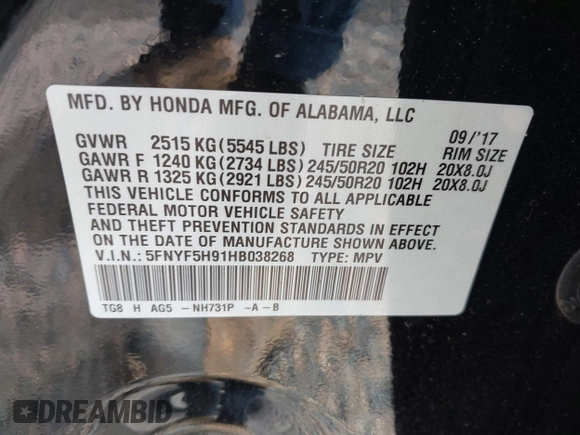 MFD. BY HONDA MFG. OF ALABAMA, LLC
09/'17
GVWR 2515 KG (5545 LBS) TIRE SIZE RIM SIZE
GAWR F 1240 KG (2734 LBS) 245/50R20 102H 20X8.0J
GAWR R 1325 KG (2921 LBS) 245/50R20 102H 20X8.0J
THIS VEHICLE CONFORMS TO ALL APPLICABLE
FEDERAL MOTOR VEHICLE SAFETY
AND THEFT PREVENTION STANDARDS IN EFFECT
ON THE DATE OF MANUFACTURE SHOWN ABOVE.
V.I.N.: 5FNYF5H91HB038268 TYPE: MPV
TG8 H AG5 -NH731P -A-B
DREAMBID